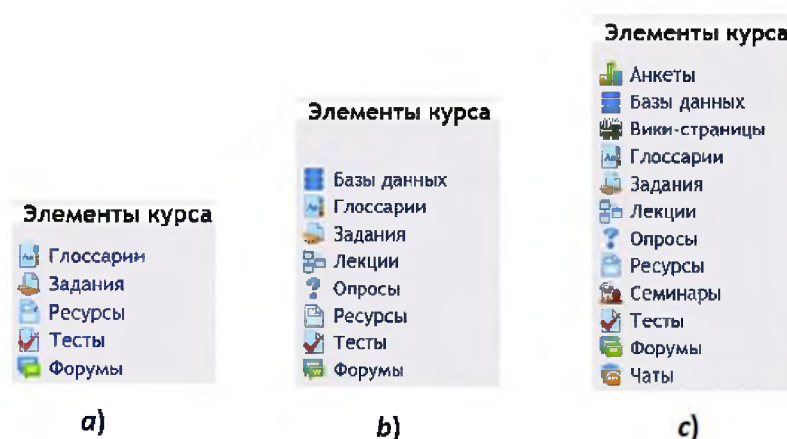 Элементы курса
Глоссарии
Задания
Ресурсы
Тесты
Форумы
a)
Элементы курса
Базы данных
Глоссарии
Задания
Лекции
Опросы
Ресурсы
Тесты
Форумы
b)
Элементы курса
Анкеты
Базы данных
Вики-страницы
Глоссарии
Задания
Лекции
Опросы
Ресурсы
Семинары
Тесты
Форумы
Чаты
c)